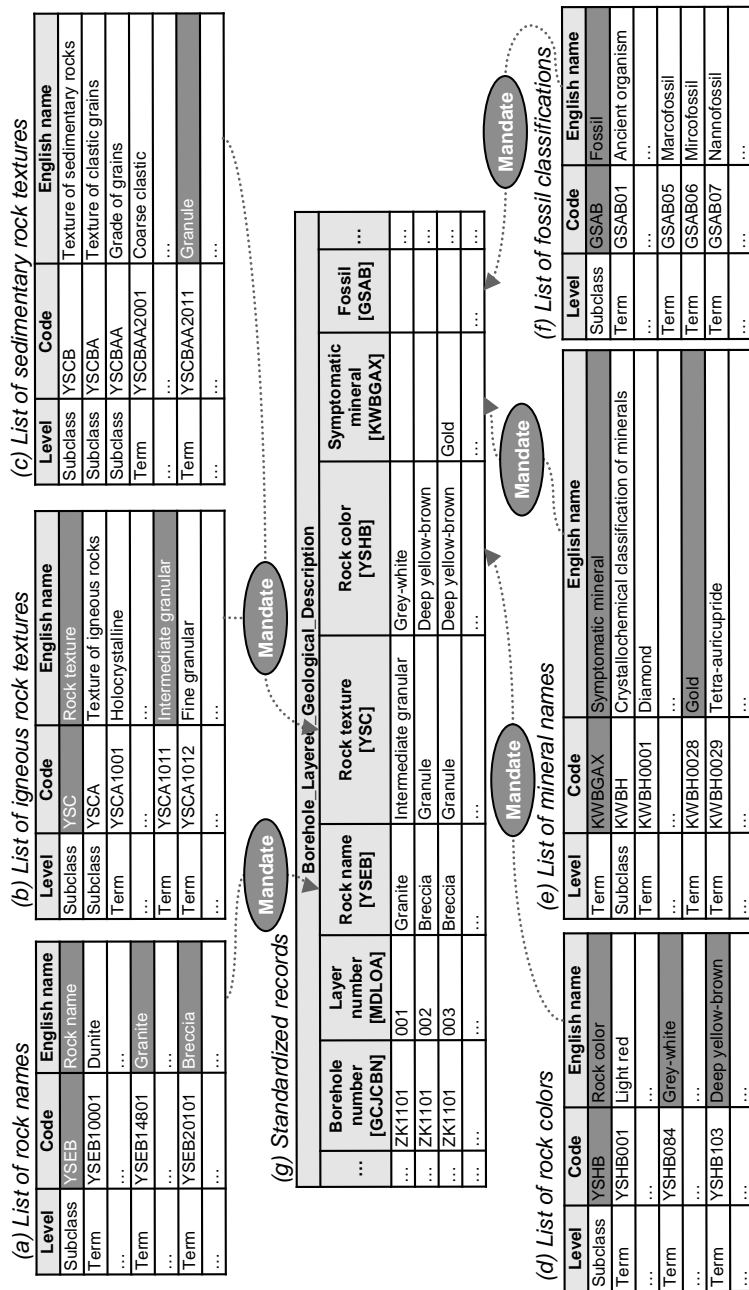 (a) List of rock names
Level Code English name
Subclass YSEB Rock name
Term YSEB10001 Dunite
... ... ...
Term YSEB14801 Granite
... ... ...
Term YSEB20101 Breccia
... ... ...
(b) List of igneous rock textures
Level Code English name
Subclass YSC Rock texture
Subclass YSCA Texture of igneous rocks
Term YSCA1001 Holocrystalline
... ... ...
Term YSCA1011 Intermediate granular
Term YSCA1012 Fine granular
... ... ...
(c) List of sedimentary rock textures
Level Code English name
Subclass YSCB Texture of sedimentary rocks
Subclass YSCBA Texture of clastic grains
Subclass YSCBAA Grade of grains
Term YSCBAA2001 Coarse clastic
... ... ...
Term YSCBAA2011 Granule
... ... ...
Mandate
Mandate
(g) Standardized records
Borehole_Layered_Geological_Description
... Borehole number [GCJCBN] Layer number [MDLOA] Rock name [YSEB] Rock texture [YSC] Rock color [YSHB] Symptomatic mineral [KWBGAX] Fossil [GSAB] ...
... ZK1101 001 Granite Intermediate granular Grey-white ...
... ZK1101 002 Breccia Granule Deep yellow-brown ...
... ZK1101 003 Breccia Granule Deep yellow-brown Gold ...
... ... ... ... ... ... ... ... ...
Mandate
Mandate
Mandate
(d) List of rock colors
Level Code English name
Subclass YSHB Rock color
Term YSHB001 Light red
... ... ...
Term YSHB084 Grey-white
... ... ...
Term YSHB103 Deep yellow-brown
... ... ...
(e) List of mineral names
Level Code English name
Term KWBGAX Symptomatic mineral
Subclass KWBH Crystallochemical classification of minerals
Term KWBH0001 Diamond
... ... ...
Term KWBH0028 Gold
Term KWBH0029 Tetra-auricupride
... ... ...
(f) List of fossil classifications
Level Code English name
Subclass GSAB Fossil
Term GSAB01 Ancient organism
... ... ...
Term GSAB05 Marcofossil
Term GSAB06 Mircofossil
Term GSAB07 Nannofossil
... ... ...